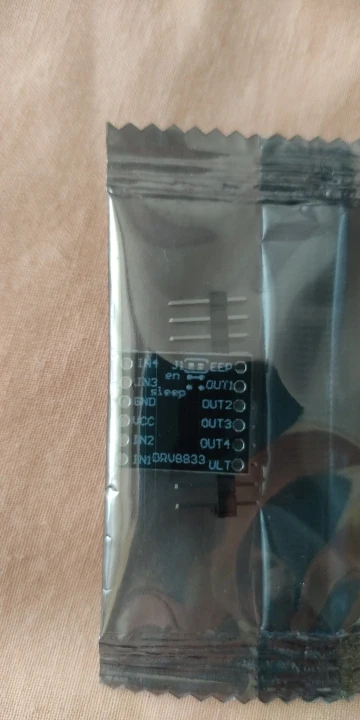 IN4 J1 EEP
en
IN3 OUT1
sleep
GND OUT2
VCC OUT3
IN2 OUT4
IN1 DRV8833 ULT